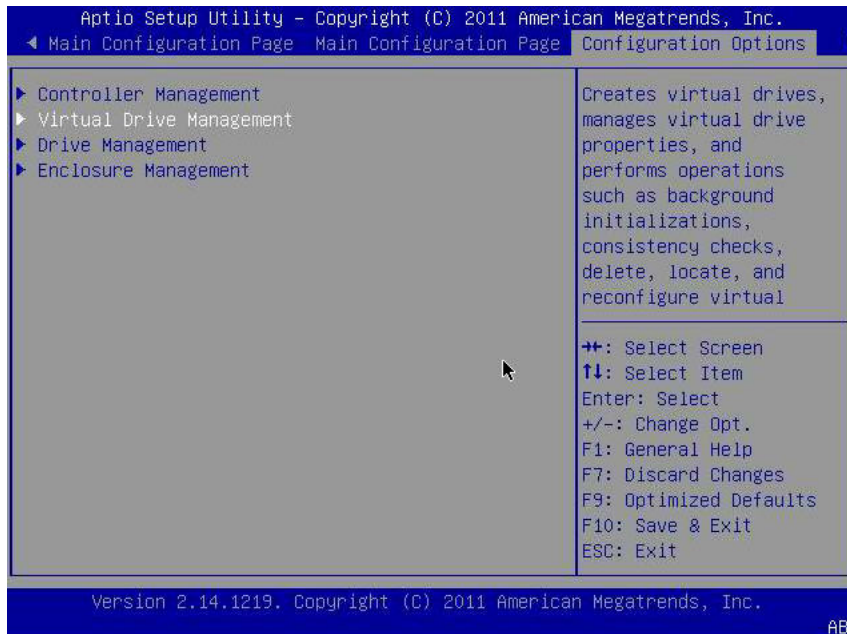 Aptio Setup Utility – Copyright (C) 2011 American Megatrends, Inc.
Main Configuration Page Main Configuration Page Configuration Options
Controller Management
Virtual Drive Management
Drive Management
Enclosure Management
Creates virtual drives,
manages virtual drive
properties, and
performs operations
such as background
initializations,
consistency checks,
delete, locate, and
reconfigure virtual
→←: Select Screen
↑↓: Select Item
Enter: Select
+/-: Change Opt.
F1: General Help
F7: Discard Changes
F9: Optimized Defaults
F10: Save & Exit
ESC: Exit
Version 2.14.1219. Copyright (C) 2011 American Megatrends, Inc.
AB